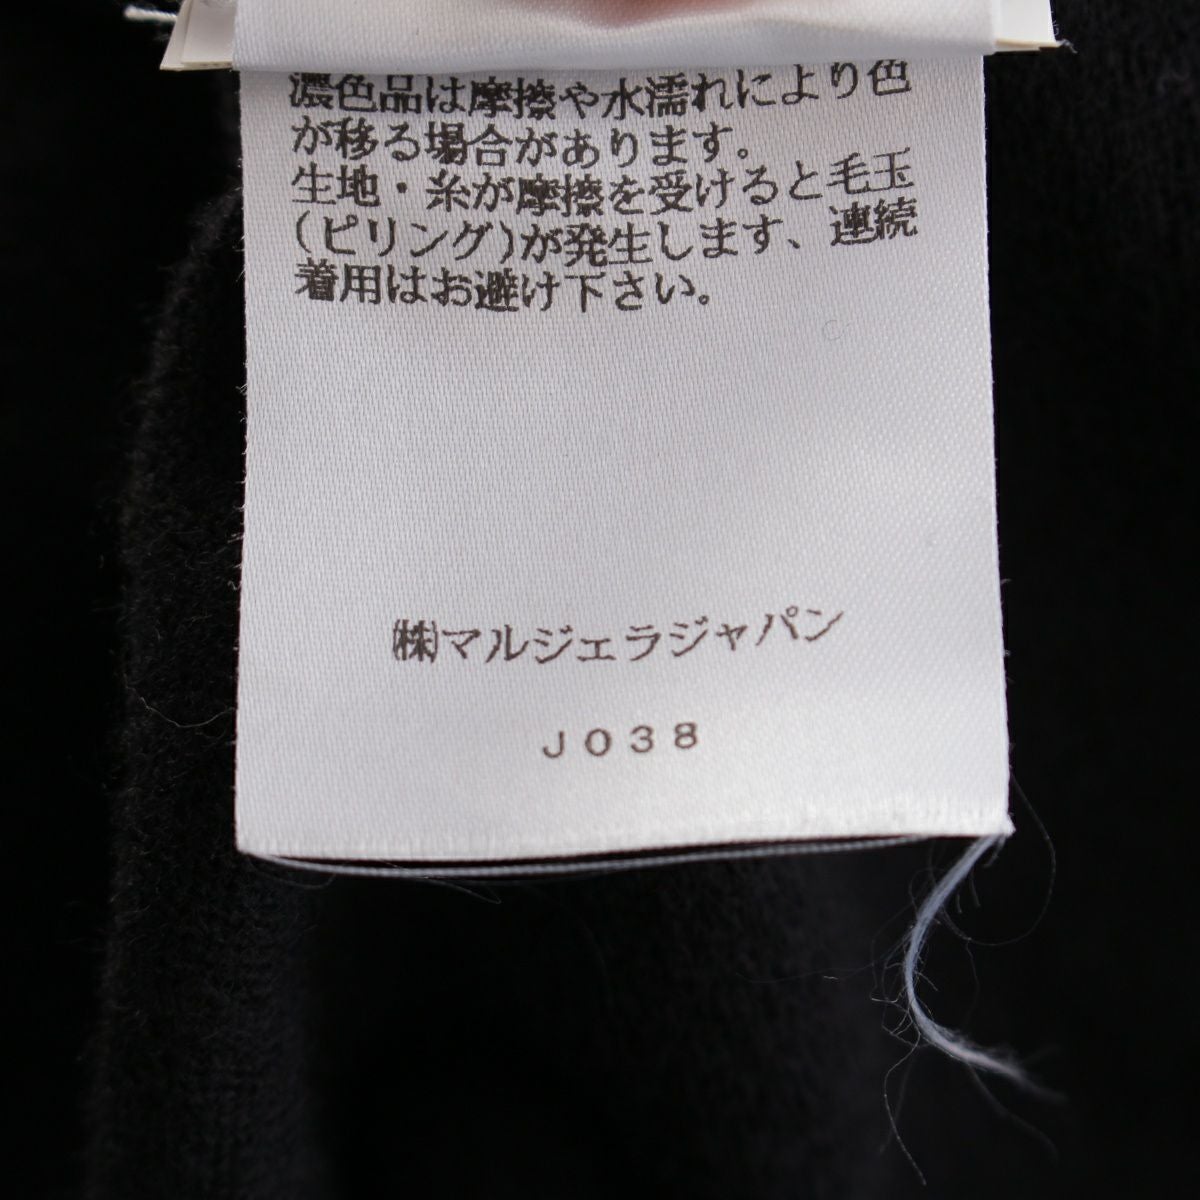 濃色品は摩擦や水濡れにより色
が移る場合があります。
生地・糸が摩擦を受けると毛玉
(ピリング)が発生します、連続
着用はお避け下さい。
㈱マルジェラジャパン
J038